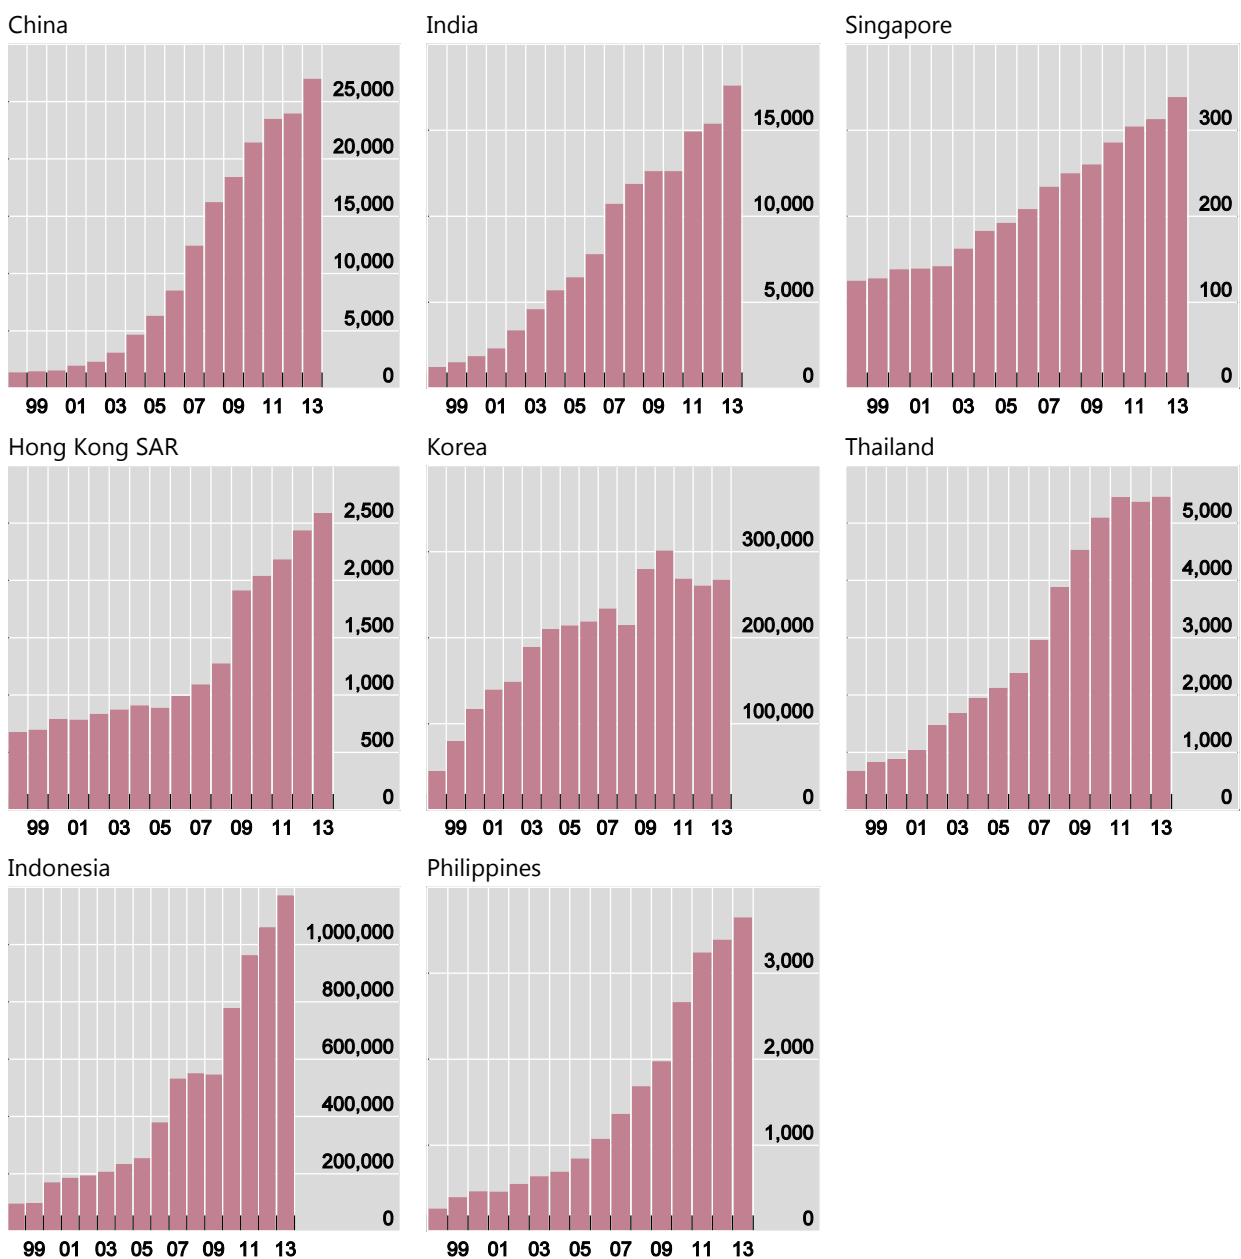 China
25,000
20,000
15,000
10,000
5,000
0
99 01 03 05 07 09 11 13
India
15,000
10,000
5,000
0
99 01 03 05 07 09 11 13
Singapore
300
200
100
0
99 01 03 05 07 09 11 13
Hong Kong SAR
2,500
2,000
1,500
1,000
500
0
99 01 03 05 07 09 11 13
Korea
300,000
200,000
100,000
0
99 01 03 05 07 09 11 13
Thailand
5,000
4,000
3,000
2,000
1,000
0
99 01 03 05 07 09 11 13
Indonesia
1,000,000
800,000
600,000
400,000
200,000
0
99 01 03 05 07 09 11 13
Philippines
3,000
2,000
1,000
0
99 01 03 05 07 09 11 13